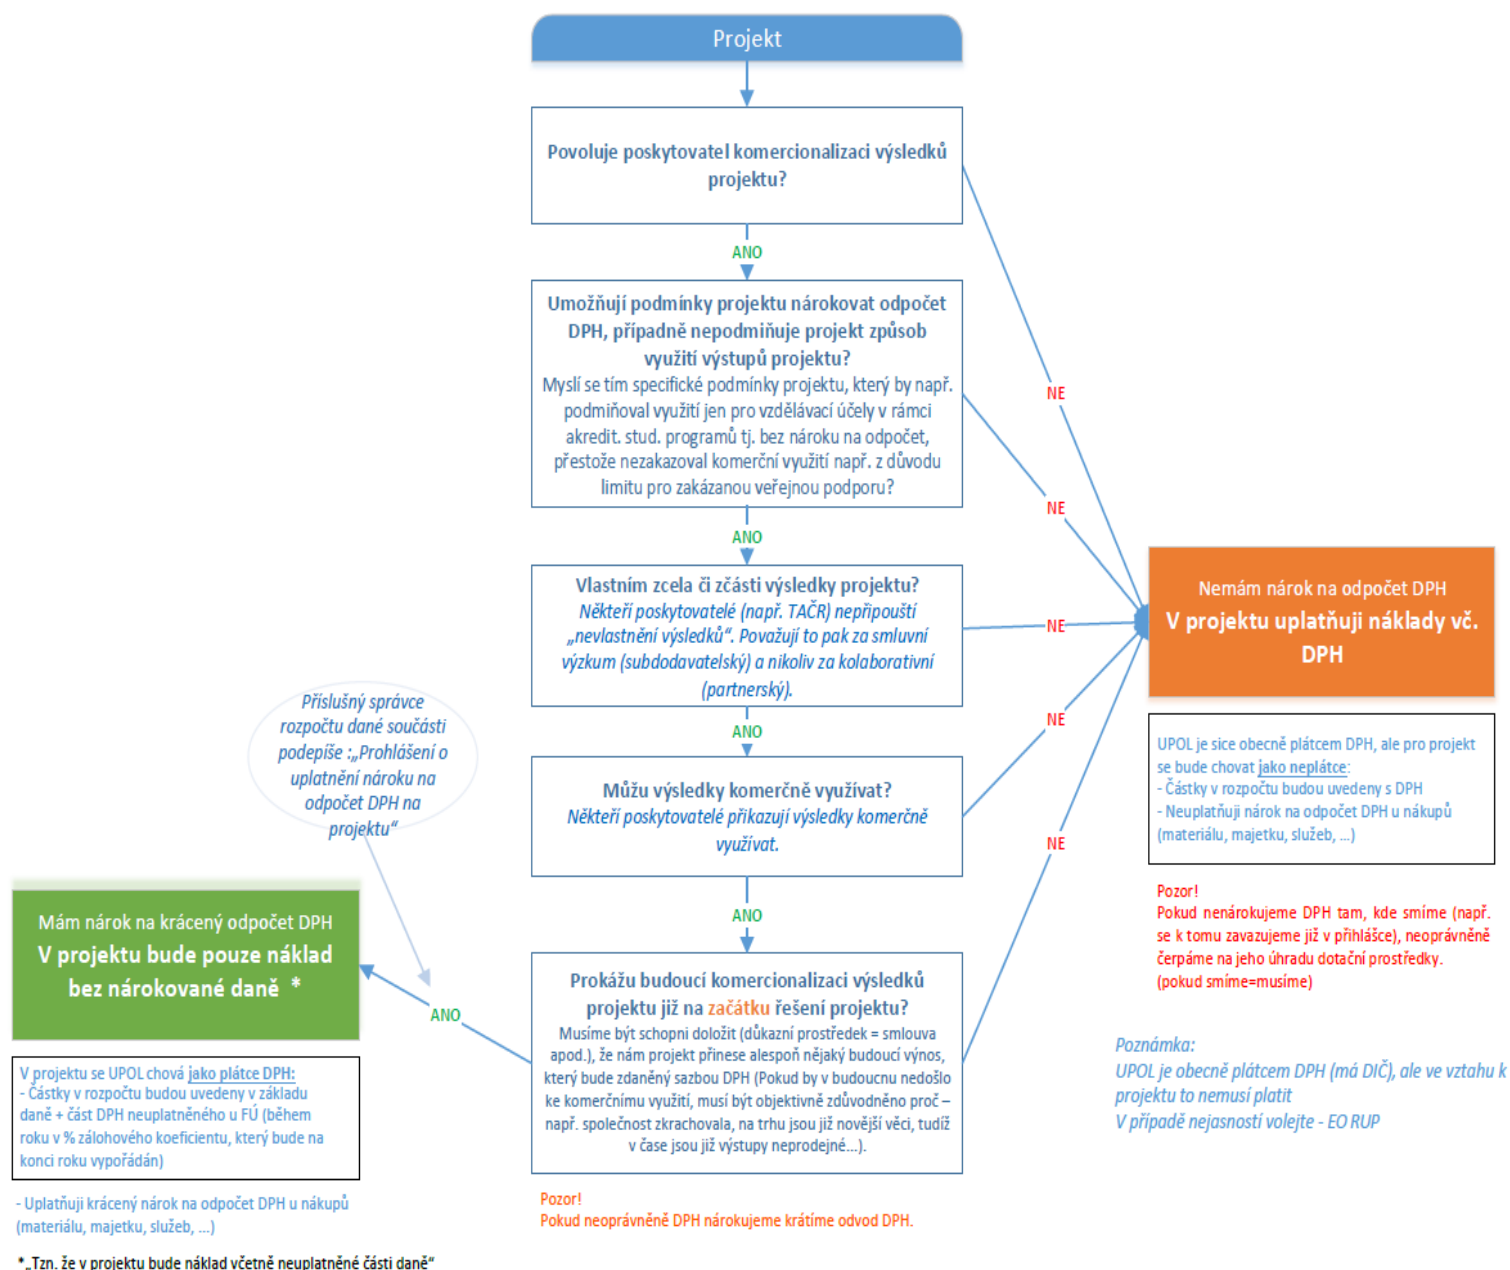 Projekt
Povoluje poskytovatel komercionalizaci výsledků
projektu?
ANO
Umožňují podmínky projektu nárokovat odpočet
DPH, případně nepodmiňuje projekt způsob
využití výstupů projektu?
Myslí se tím specifické podmínky projektu, který by např.
podmiňoval využití jen pro vzdělávací účely v rámci
akredit. stud. programů tj. bez nároku na odpočet,
přestože nezakazoval komerční využití např. z důvodu
limitu pro zakázanou veřejnou podporu?
ANO
Vlastním zcela či zčásti výsledky projektu?
Někteří poskytovatelé (např. TAČR) nepřipouští
„nevlastnění výsledků“. Považují to pak za smluvní
výzkum (subdodavatelský) a nikoliv za kolaborativní
(partnerský).
ANO
Můžu výsledky komerčně využívat?
Někteří poskytovatelé přikazují výsledky komerčně
využívat.
ANO
Prokážu budoucí komercionalizaci výsledků
projektu již na začátku řešení projektu?
Musíme být schopni doložit (důkazní prostředek = smlouva
apod.), že nám projekt přinese alespoň nějaký budoucí výnos,
který bude zdaněný sazbou DPH (Pokud by v budoucnu nedošlo
ke komerčnímu využití, musí být objektivně zdůvodněno proč –
např. společnost zkrachovala, na trhu jsou již novější věci, tudíž
v čase jsou již výstupy neprodejné...).
Pozor!
Pokud neoprávněně DPH nárokujeme krátíme odvod DPH.
NE
NE
NE
NE
NE
Nemám nárok na odpočet DPH
V projektu uplatňuji náklady vč.
DPH
UPOL je sice obecně plátcem DPH, ale pro projekt
se bude chovat jako neplátce:
- Částky v rozpočtu budou uvedeny s DPH
- Neuplatňuji nárok na odpočet DPH u nákupů
(materiálu, majetku, služeb, ...)
Pozor!
Pokud nenárokujeme DPH tam, kde smíme (např.
se k tomu zavazujeme již v přihlášce), neoprávněně
čerpáme na jeho úhradu dotační prostředky.
(pokud smíme=musíme)
Poznámka:
UPOL je obecně plátcem DPH (má DIČ), ale ve vztahu k
projektu to nemusí platit
V případě nejasností volejte - EO RUP
Příslušný správce
rozpočtu dané součásti
podepíše :„Prohlášení o
uplatnění nároku na
odpočet DPH na
projektu“
ANO
Mám nárok na krácený odpočet DPH
V projektu bude pouze náklad
bez nárokované daně *
V projektu se UPOL chová jako plátce DPH:
- Částky v rozpočtu budou uvedeny v základu
daně + část DPH neuplatněného u FÚ (během
roku v % zálohového koeficientu, který bude na
konci roku vypořádán)
- Uplatňuji krácený nárok na odpočet DPH u nákupů
(materiálu, majetku, služeb, ...)
*„Tzn. že v projektu bude náklad včetně neuplatněné části daně“